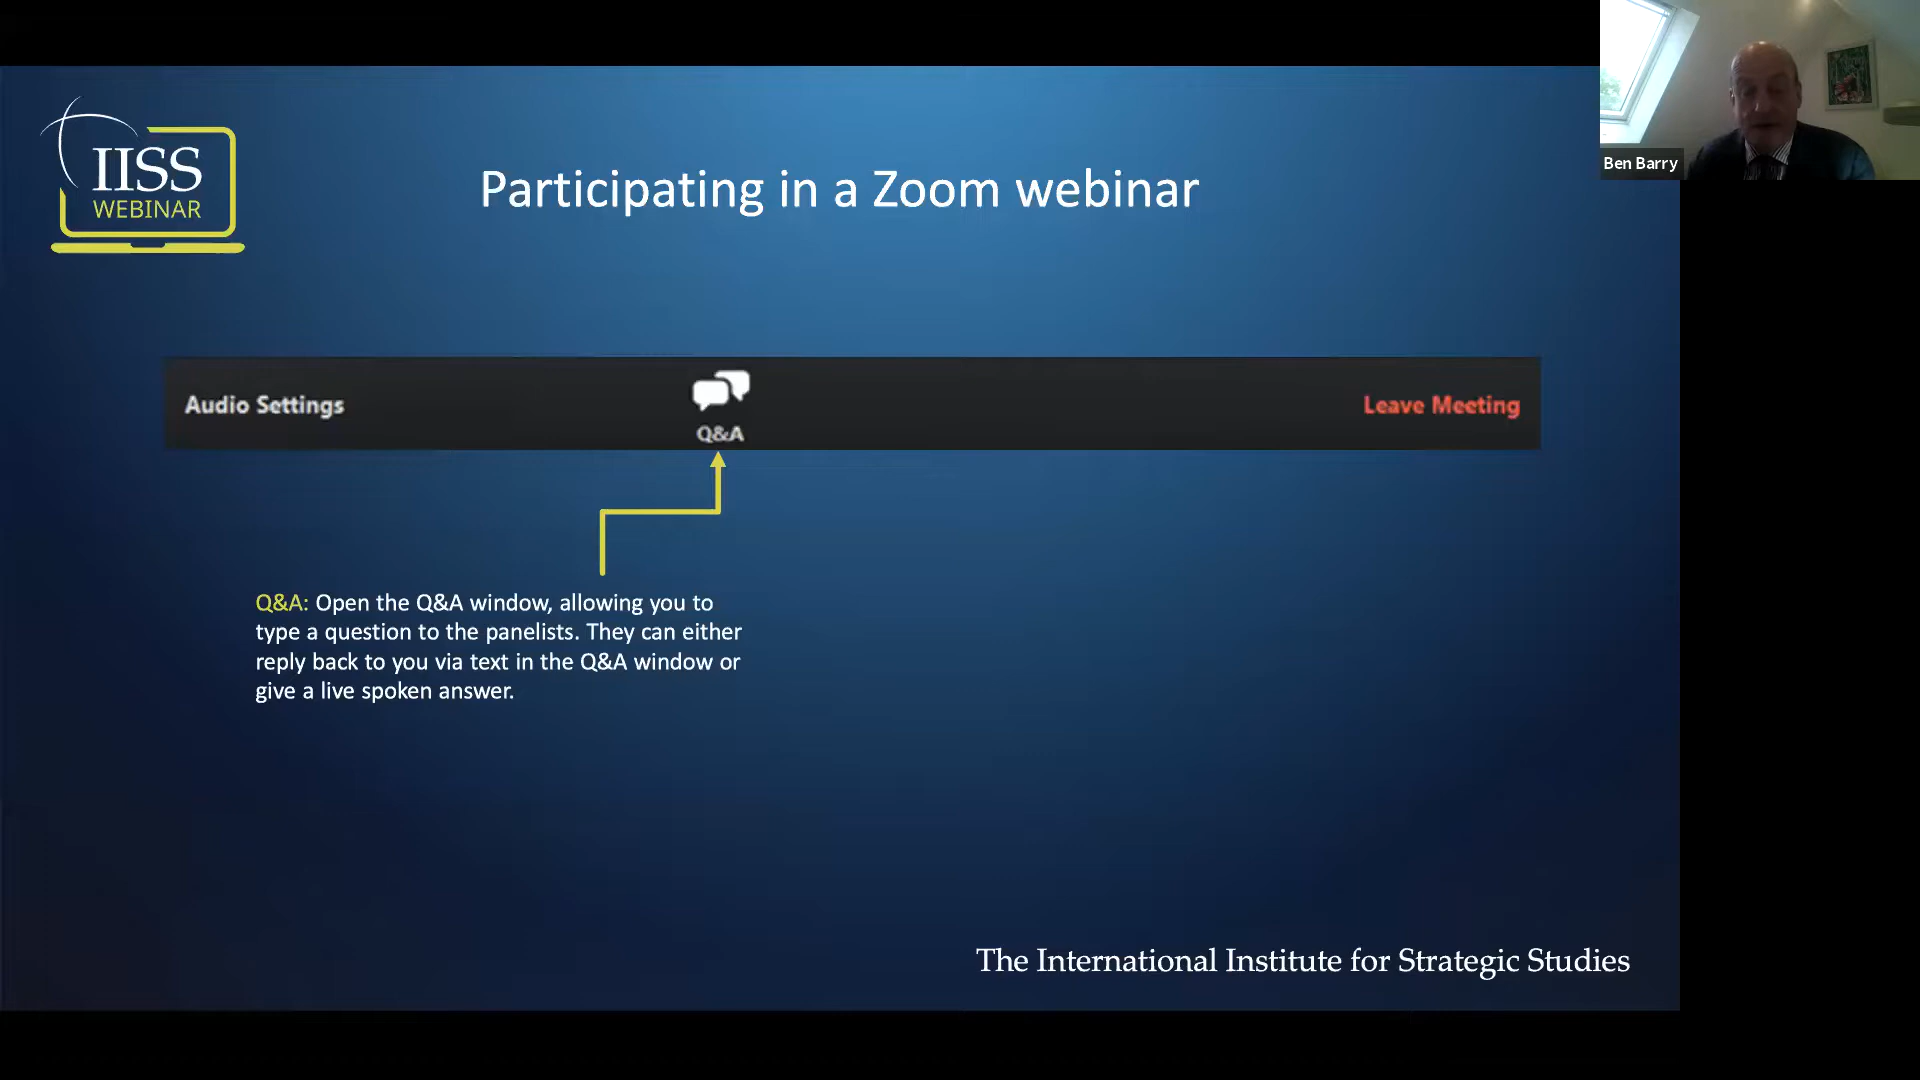 IISS
WEBINAR
Participating in a Zoom webinar
Ben Barry
Audio Settings
Q&A
Leave Meeting
Q&A: Open the Q&A window, allowing you to
type a question to the panelists. They can either
reply back to you via text in the Q&A window or
give a live spoken answer.
The International Institute for Strategic Studies